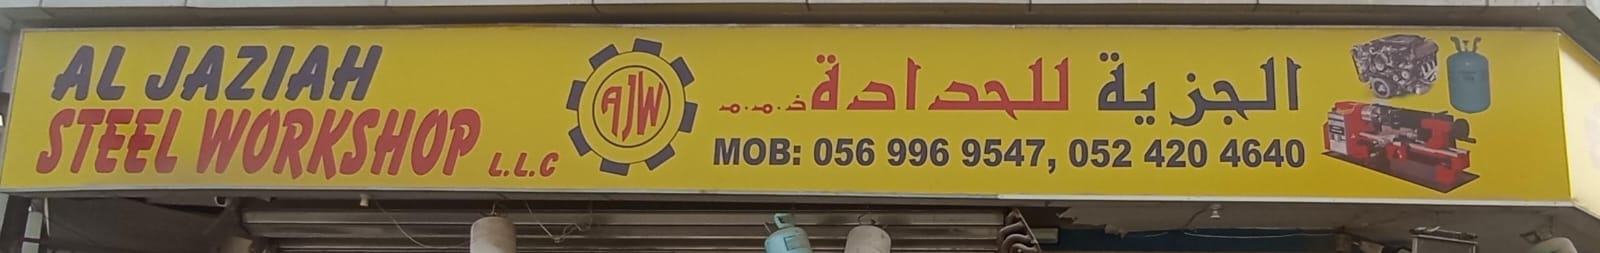 AL JAZIAH
STEEL WORKSHOP L.L.C
AJW
الجزية للحدادة ذ.م.م
MOB: 056 996 9547, 052 420 4640